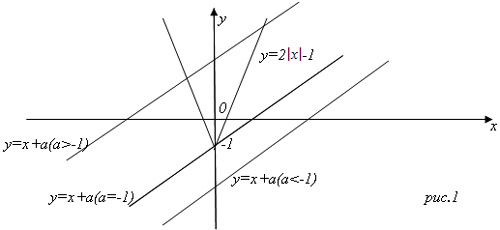 y
y=2|x|-1
0
x
y=x+a(a>-1)
-1
y=x+a(a<-1)
y=x+a(a=-1)
рис.1